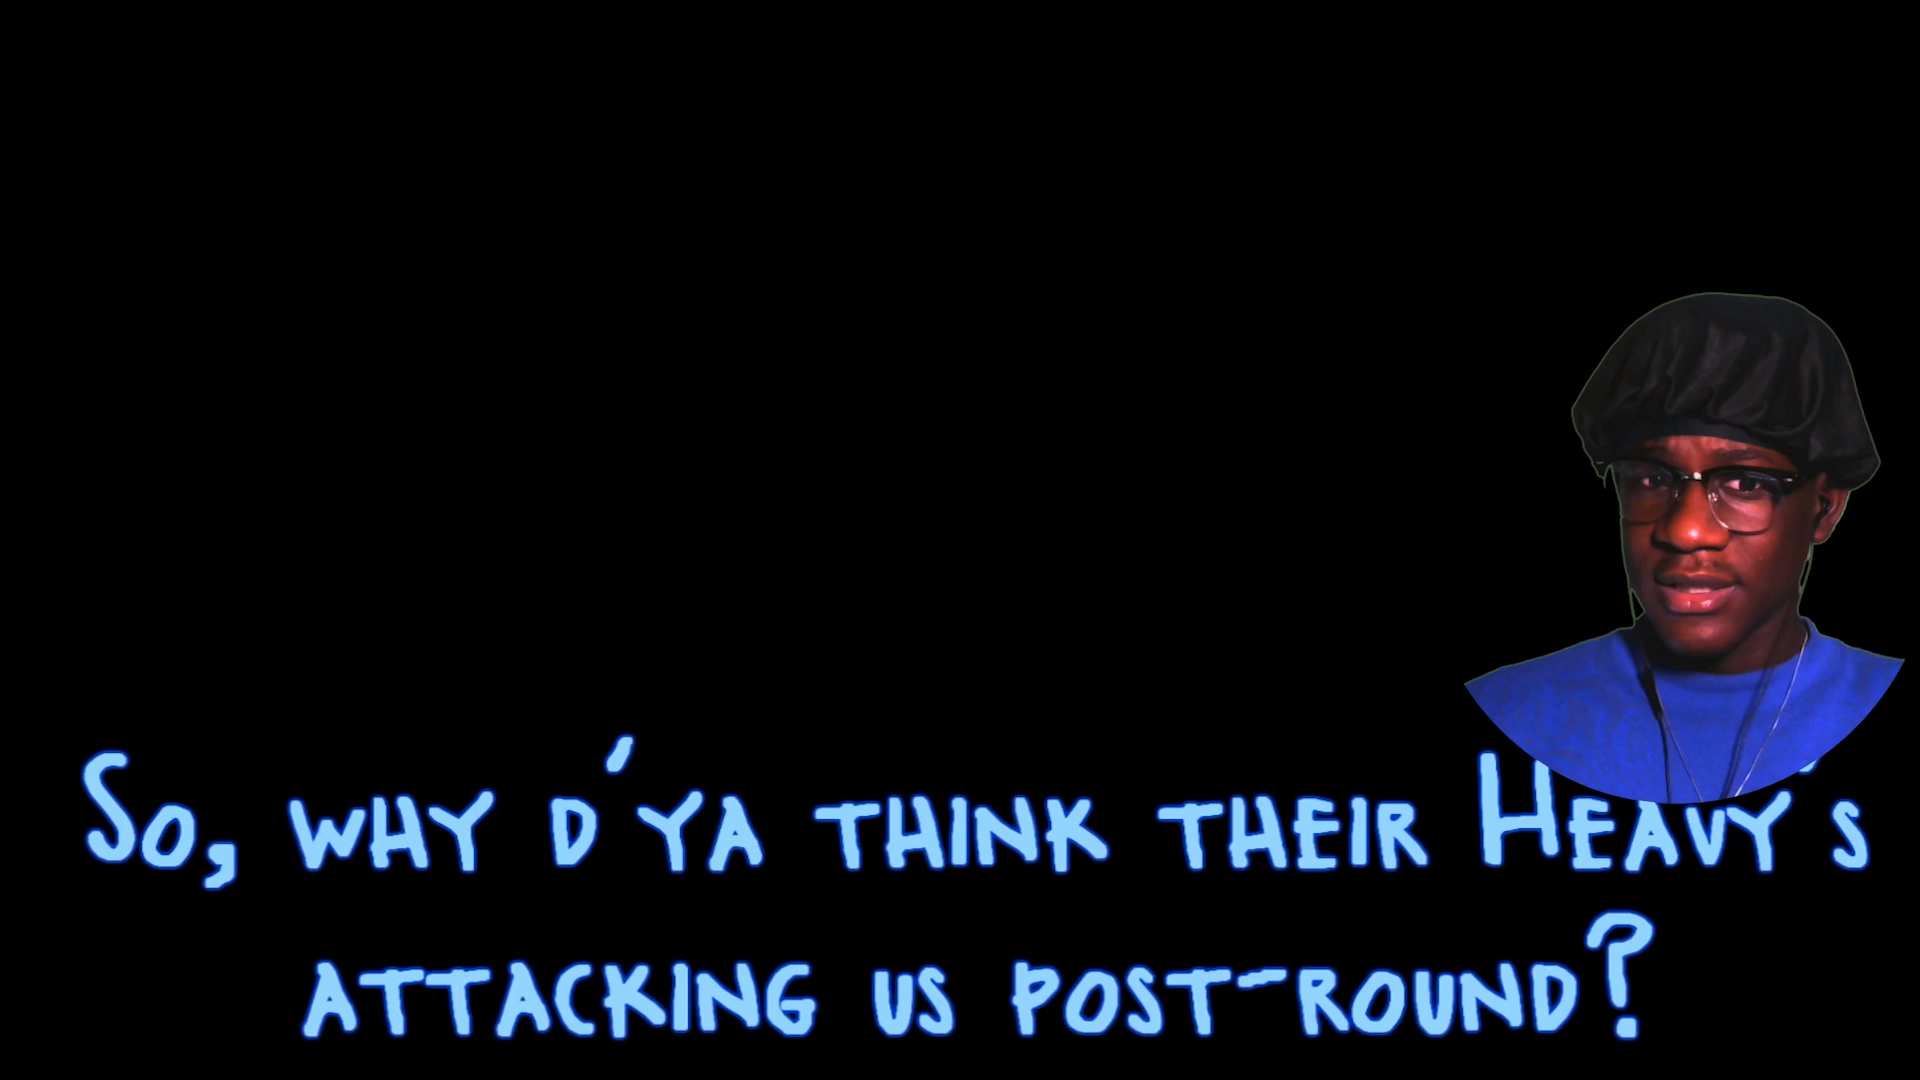 So, why d'ya think their Heavy's
attacking us post-round?